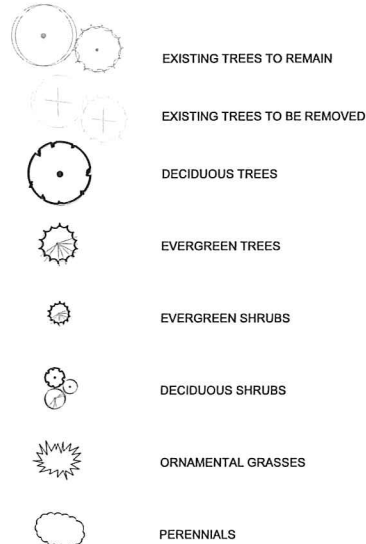 EXISTING TREES TO REMAIN
EXISTING TREES TO BE REMOVED
DECIDUOUS TREES
EVERGREEN TREES
EVERGREEN SHRUBS
DECIDUOUS SHRUBS
ORNAMENTAL GRASSES
PERENNIALS